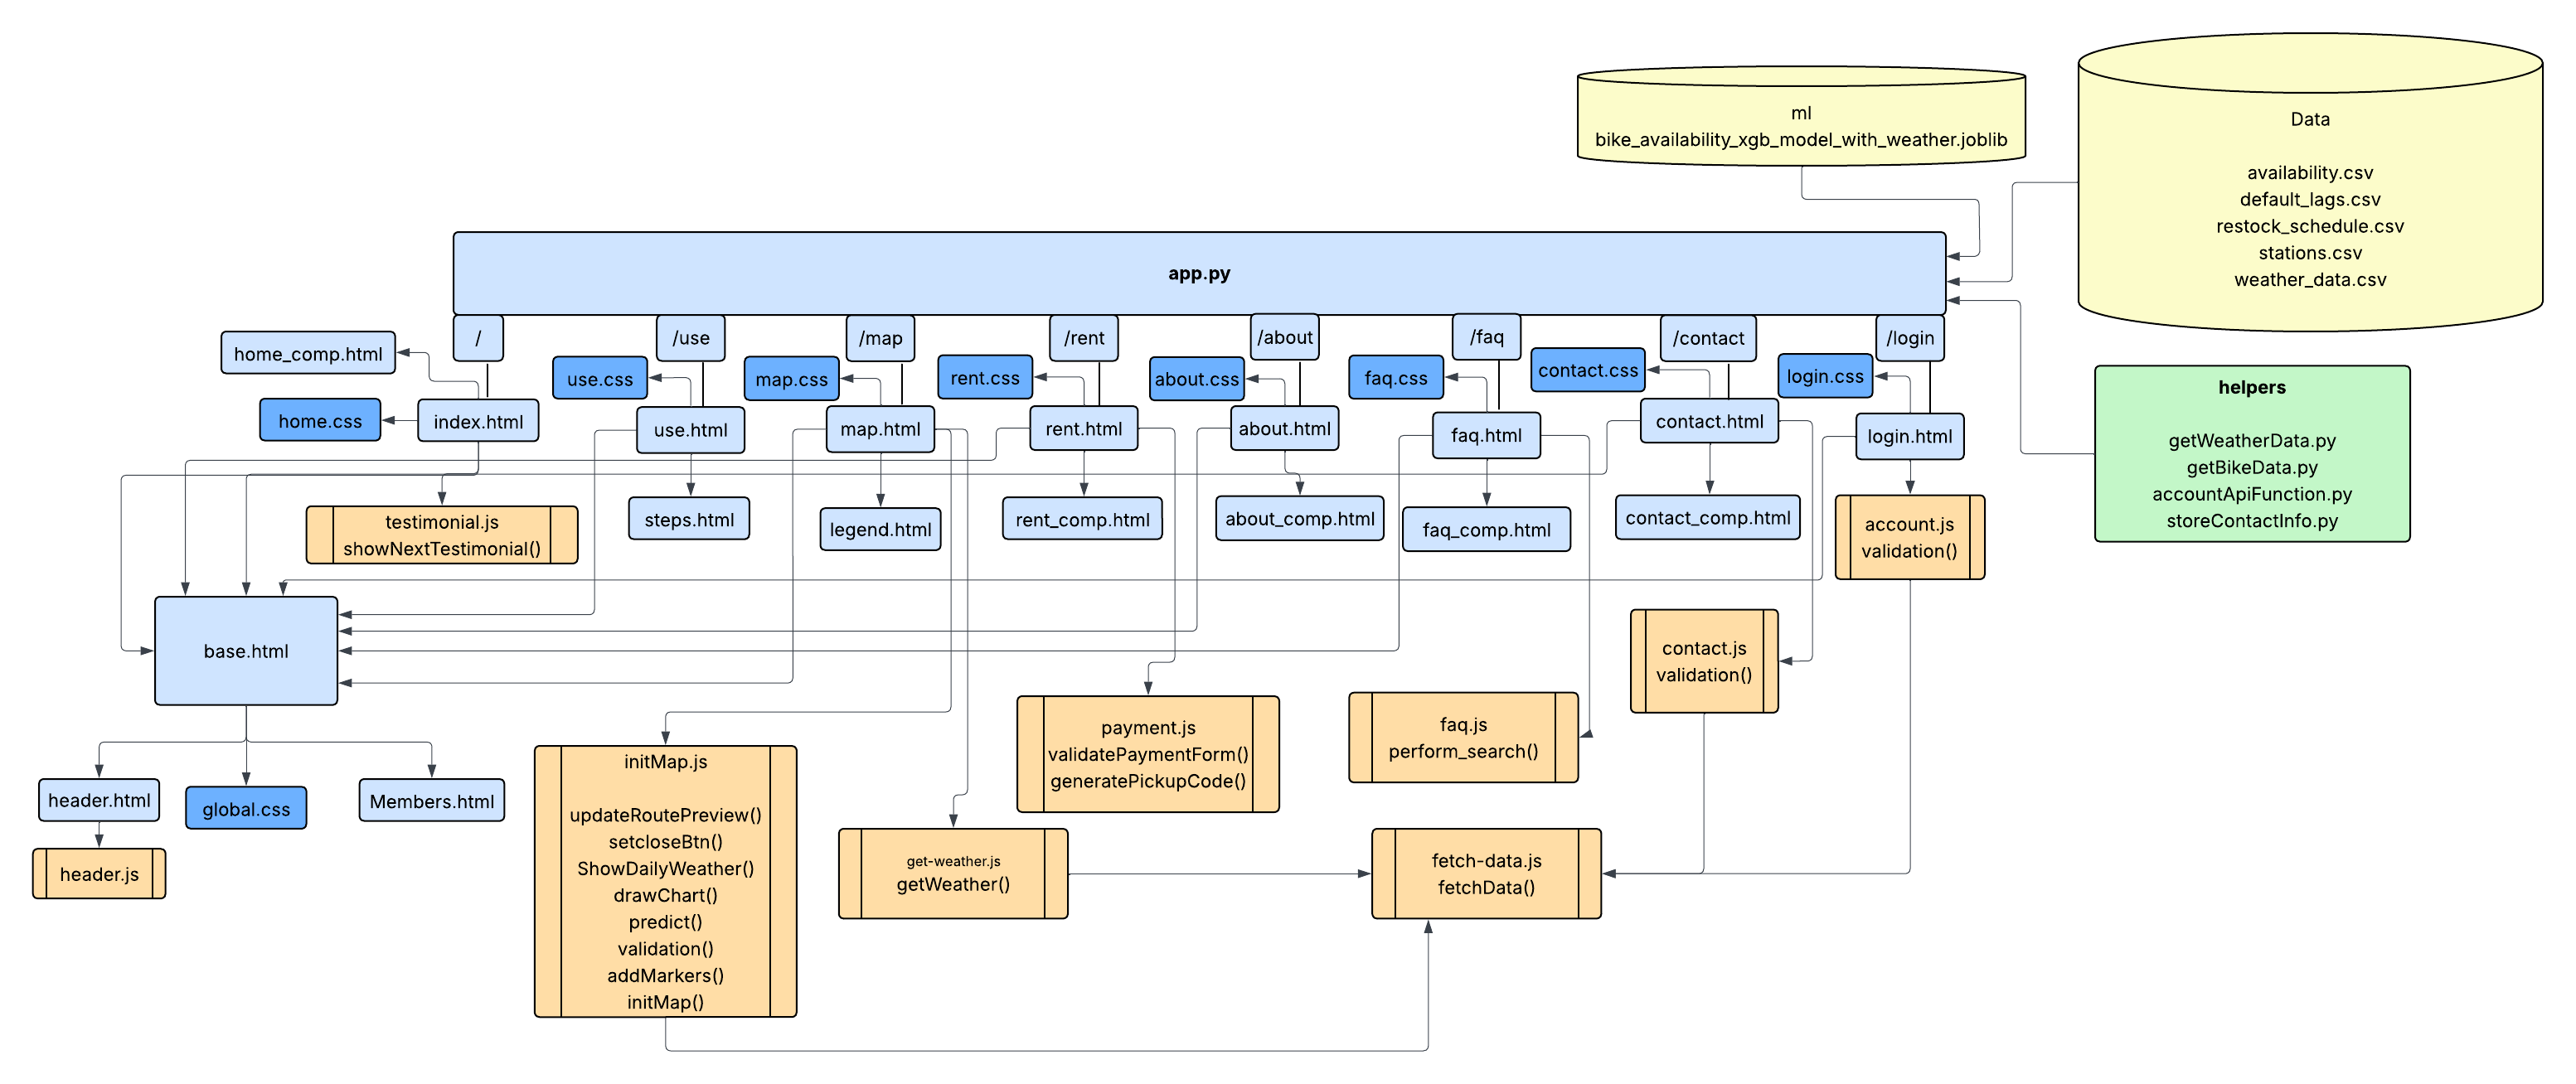 ml
bike_availability_xgb_model_with_weather.joblib
Data
availability.csv
default_lags.csv
restock_schedule.csv
stations.csv
weather_data.csv
app.py
/
/use
/map
/rent
/about
/faq
/contact
/login
home_comp.html
use.css
map.css
rent.css
about.css
faq.css
contact.css
login.css
helpers
getWeatherData.py
getBikeData.py
accountApiFunction.py
storeContactInfo.py
home.css
index.html
use.html
map.html
rent.html
about.html
faq.html
contact.html
login.html
testimonial.js
showNextTestimonial()
steps.html
legend.html
rent_comp.html
about_comp.html
faq_comp.html
contact_comp.html
account.js
validation()
base.html
contact.js
validation()
payment.js
validatePaymentForm()
generatePickupCode()
faq.js
perform_search()
header.html
global.css
Members.html
header.js
initMap.js
updateRoutePreview()
setcloseBtn()
ShowDailyWeather()
drawChart()
predict()
validation()
addMarkers()
initMap()
get-weather.js
getWeather()
fetch-data.js
fetchData()